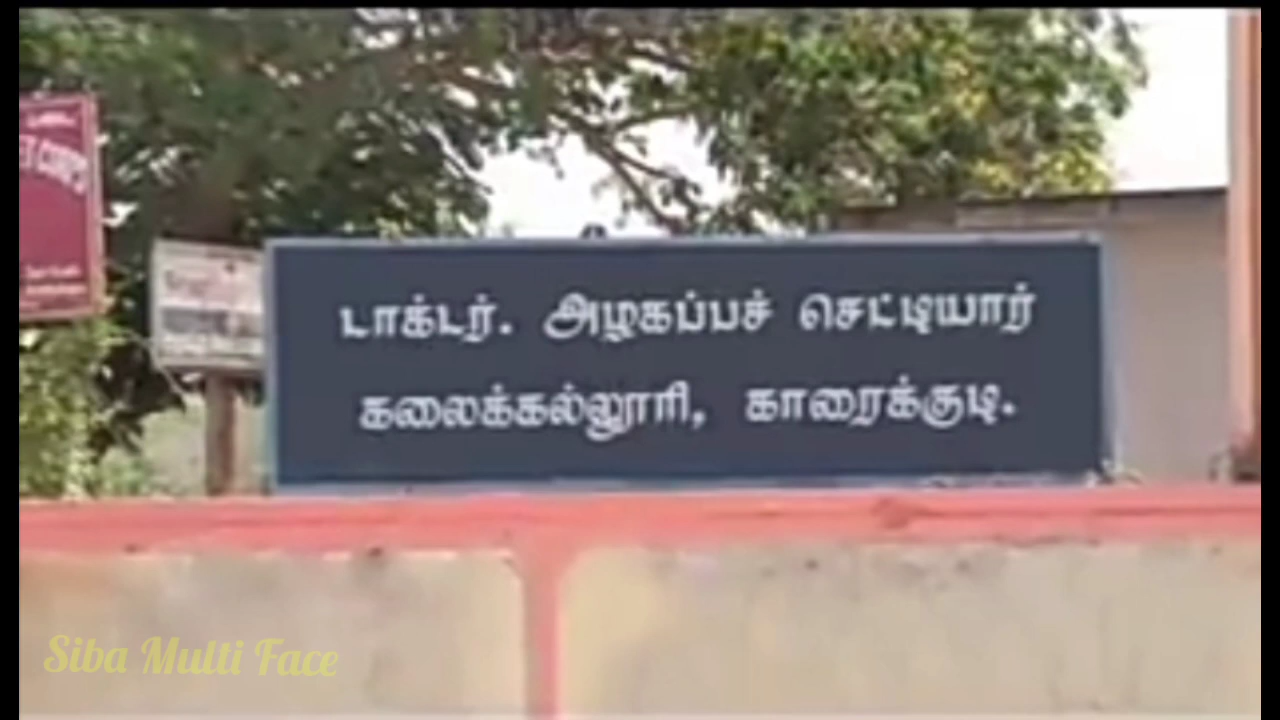 டாக்டர். அழகப்பச் செட்டியார்
கலைக்கல்லூரி, காரைக்குடி.
Siba Multi Face